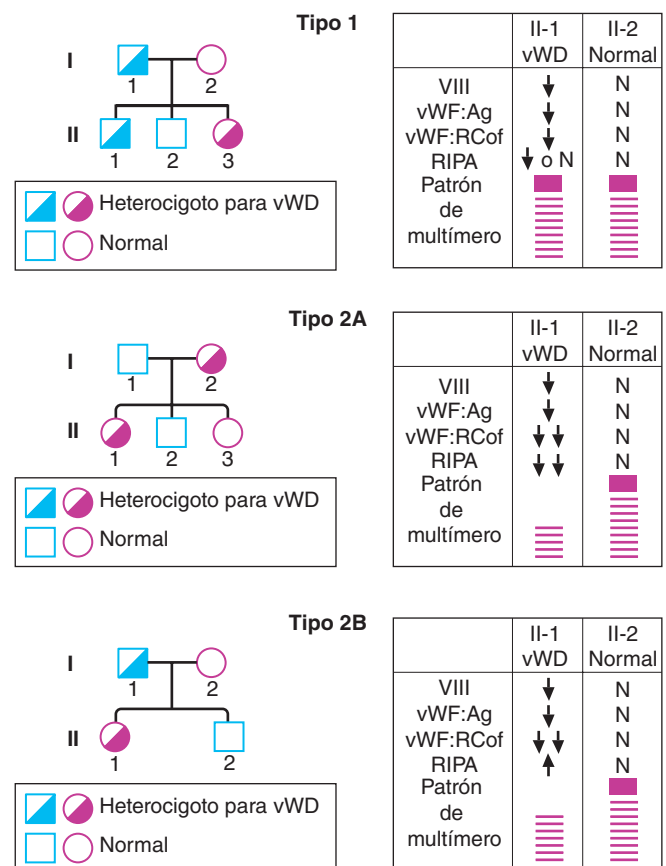 Tipo 1
I
1 2
II
1 2 3
Heterocigoto para vWD
Normal
II-1 II-2
vWD Normal
VIII N
vWF:Ag N
vWF:RCof N
RIPA o N N
Patrón
de
multímero
Tipo 2A
I
1 2
II
1 2 3
Heterocigoto para vWD
Normal
II-1 II-2
vWD Normal
VIII N
vWF:Ag N
vWF:RCof N
RIPA N
Patrón
de
multímero
Tipo 2B
I
1 2
II
1 2
Heterocigoto para vWD
Normal
II-1 II-2
vWD Normal
VIII N
vWF:Ag N
vWF:RCof N
RIPA N
Patrón
de
multímero